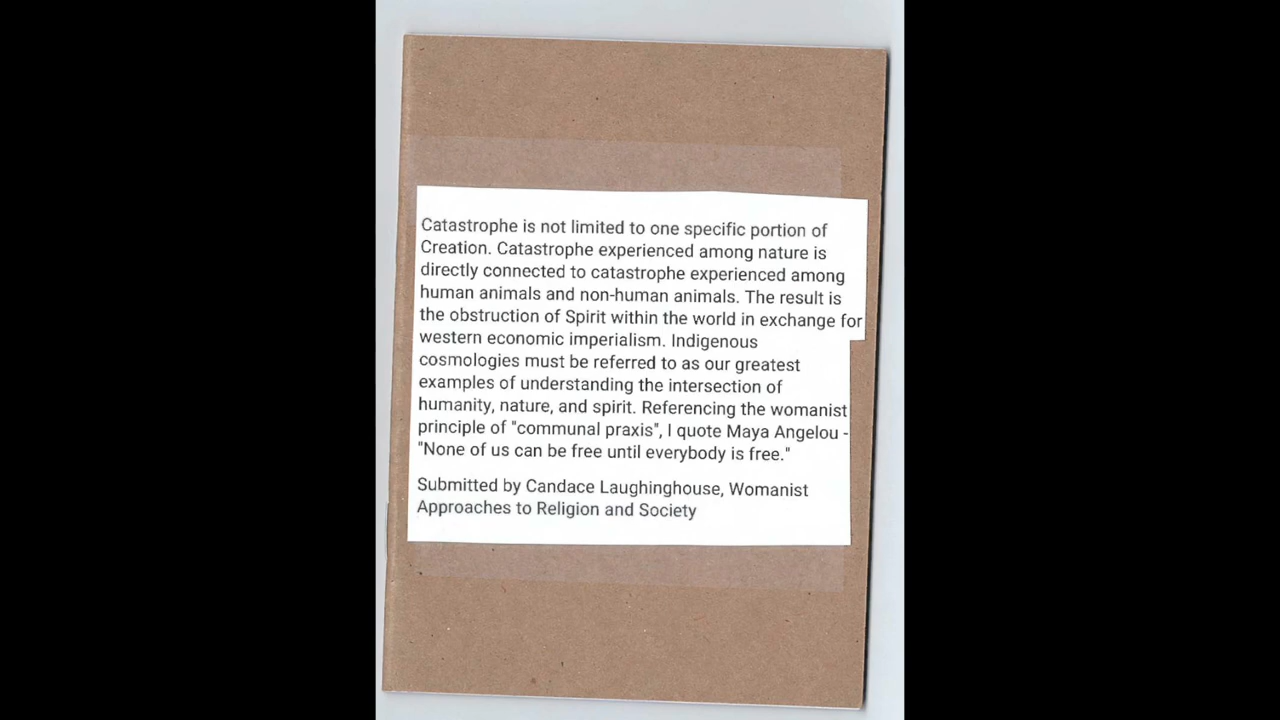 Catastrophe is not limited to one specific portion of
Creation. Catastrophe experienced among nature is
directly connected to catastrophe experienced among
human animals and non-human animals. The result is
the obstruction of Spirit within the world in exchange for
western economic imperialism. Indigenous
cosmologies must be referred to as our greatest
examples of understanding the intersection of
humanity, nature, and spirit. Referencing the womanist
principle of "communal praxis", I quote Maya Angelou -
"None of us can be free until everybody is free."
Submitted by Candace Laughinghouse, Womanist
Approaches to Religion and Society